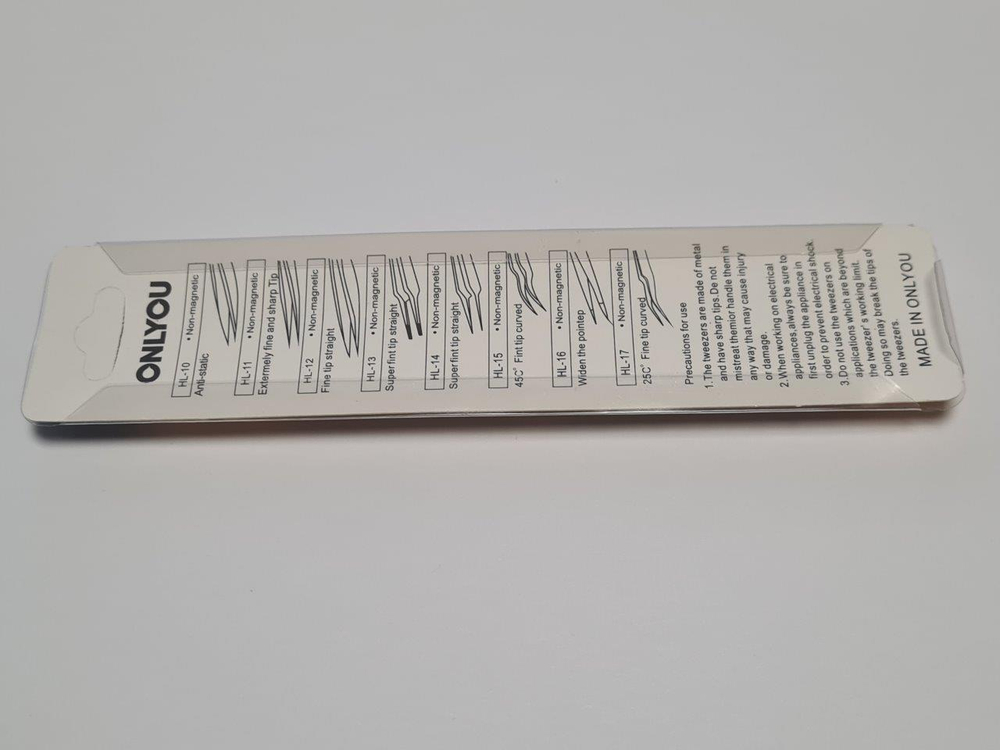 ONLYOU
HL-10 • Non-magnetic
Anti-static
HL-11 • Non-magnetic
Extermely fine and sharp Tip
HL-12 • Non-magnetic
Fine tip straight
HL-13 • Non-magnetic
Super fint tip straight
HL-14 • Non-magnetic
Super fint tip straight
HL-15 • Non-magnetic
45C° Fint tip curved
HL-16 • Non-magnetic
Widen the pointep
HL-17 • Non-magnetic
25C° Fine tip curved
Precautions for use
1.The tweezers are made of metal
and have sharp tips.Do not
mistreat themior handle them in
any way that may cause injury
or damage.
2.When working on electrical
appliances,always be sure to
first unplug the appliance in
order to prevent electrical shock.
3.Do not use the tweezers on
applications which are beyond
the tweezer's working limit.
Doing so may break the tips of
the tweezers.
MADE IN ONLYOU